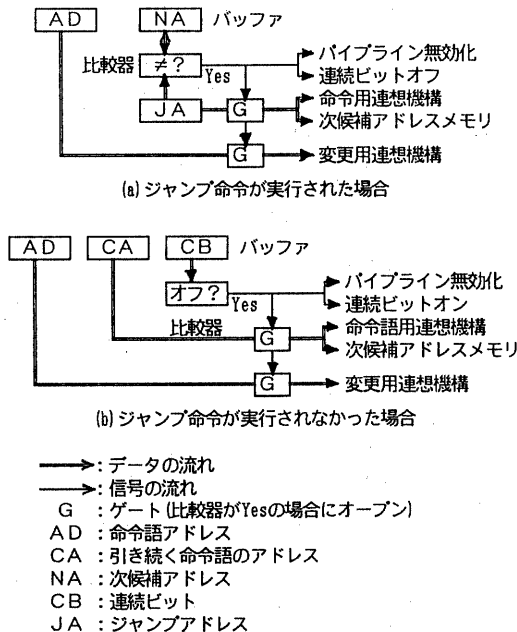 AD NA バッファ
比較器 ≠? Yes パイプライン無効化
連続ビットオフ
JA G 命令用連想機構
次候補アドレスメモリ
G 変更用連想機構
(a)ジャンプ命令が実行された場合
AD CA CB バッファ
オフ? Yes パイプライン無効化
連続ビットオン
比較器 G 命令語用連想機構
次候補アドレスメモリ
G 変更用連想機構
(b)ジャンプ命令が実行されなかった場合
:データの流れ
:信号の流れ
G :ゲート(比較器がYesの場合にオープン)
AD :命令語アドレス
CA :引き続く命令語のアドレス
NA :次候補アドレス
CB :連続ビット
JA :ジャンプアドレス